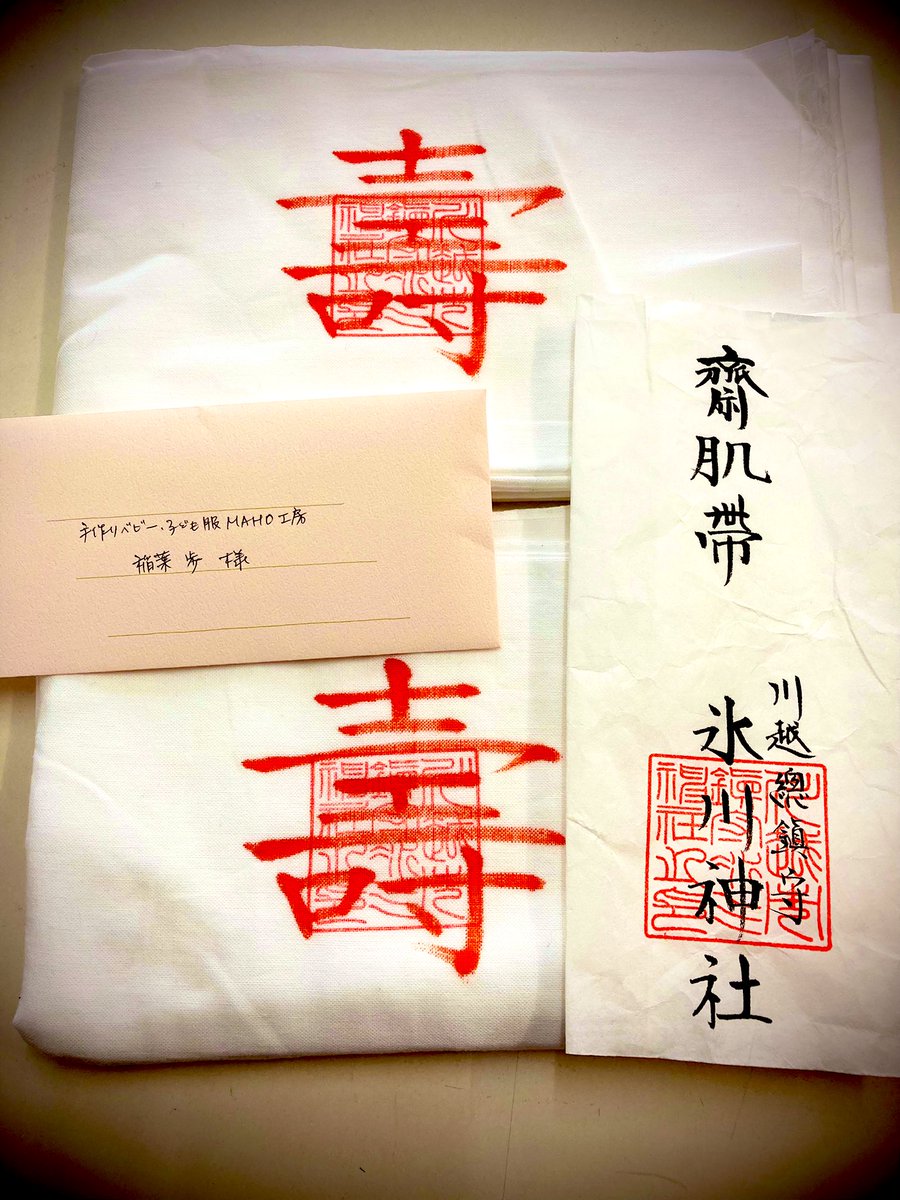 壽
手作りベビー・子ども服MAHO工房
稲葉 歩 様
壽
齋肌帯
川越總鎮守
氷川神社